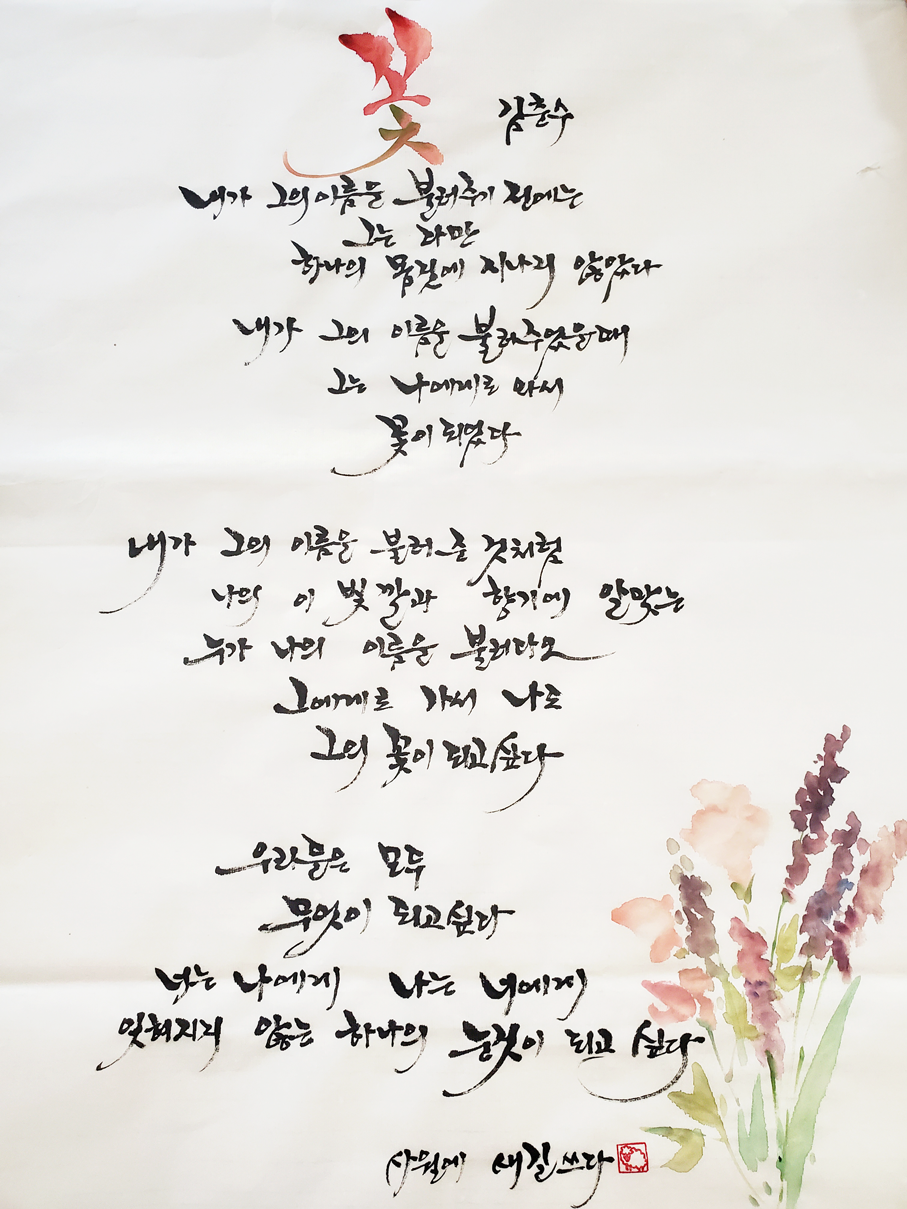 꽃
김춘수
내가 그의 이름을 불러주기 전에는
그는 다만
하나의 몸짓에 지나지 않았다
내가 그의 이름을 불러주었을때
그는 나에게로 와서
꽃이 되었다
내가 그의 이름을 불러준 것처럼
나의 이 빛깔과 향기에 알맞는
누가 나의 이름을 불러다오
그에게로 가서 나도
그의 꽃이 되고싶다
우리들은 모두
무엇이 되고싶다
너는 나에게 나는 너에게
잊혀지지 않는 하나의 눈짓이 되고 싶다
사월에 새길쓰다